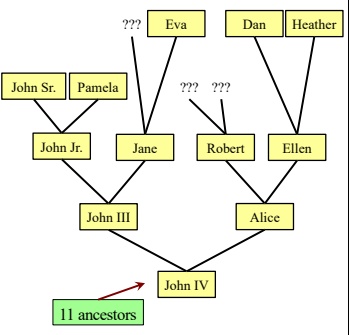 ??? Eva Dan Heather
John Sr. Pamela ??? ???
John Jr. Jane Robert Ellen
John III Alice
John IV
11 ancestors